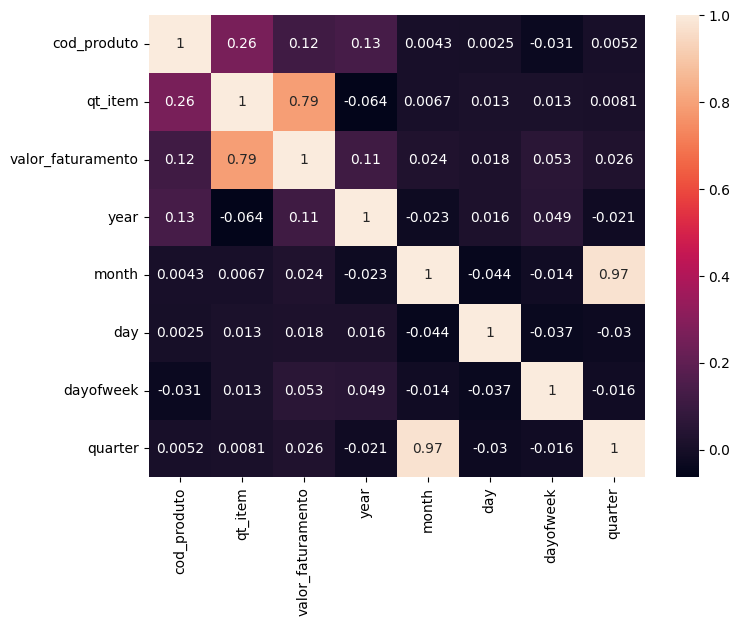 cod_produto 1 0.26 0.12 0.13 0.0043 0.0025 -0.031 0.0052
qt_item 0.26 1 0.79 -0.064 0.0067 0.013 0.013 0.0081
valor_faturamento 0.12 0.79 1 0.11 0.024 0.018 0.053 0.026
year 0.13 -0.064 0.11 1 -0.023 0.016 0.049 -0.021
month 0.0043 0.0067 0.024 -0.023 1 -0.044 -0.014 0.97
day 0.0025 0.013 0.018 0.016 -0.044 1 -0.037 -0.03
dayofweek -0.031 0.013 0.053 0.049 -0.014 -0.037 1 -0.016
quarter 0.0052 0.0081 0.026 -0.021 0.97 -0.03 -0.016 1
cod_produto
qt_item
valor_faturamento
year
month
day
dayofweek
quarter
1.0
0.8
0.6
0.4
0.2
0.0